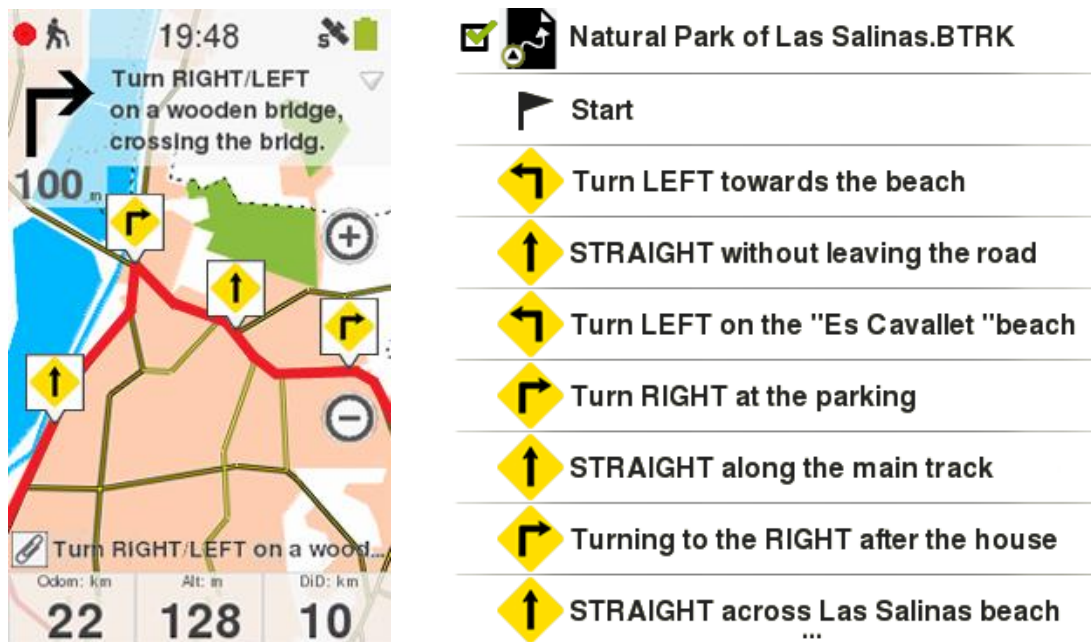 19:48
S
Turn RIGHT/LEFT
on a wooden bridge,
crossing the bridg.
100 m
+
−
Turn RIGHT/LEFT on a wood...
Odom: km
Alt: m
DiD: km
22
128
10
Natural Park of Las Salinas.BTRK
Start
Turn LEFT towards the beach
STRAIGHT without leaving the road
Turn LEFT on the "Es Cavallet "beach
Turn RIGHT at the parking
STRAIGHT along the main track
Turning to the RIGHT after the house
STRAIGHT across Las Salinas beach
...